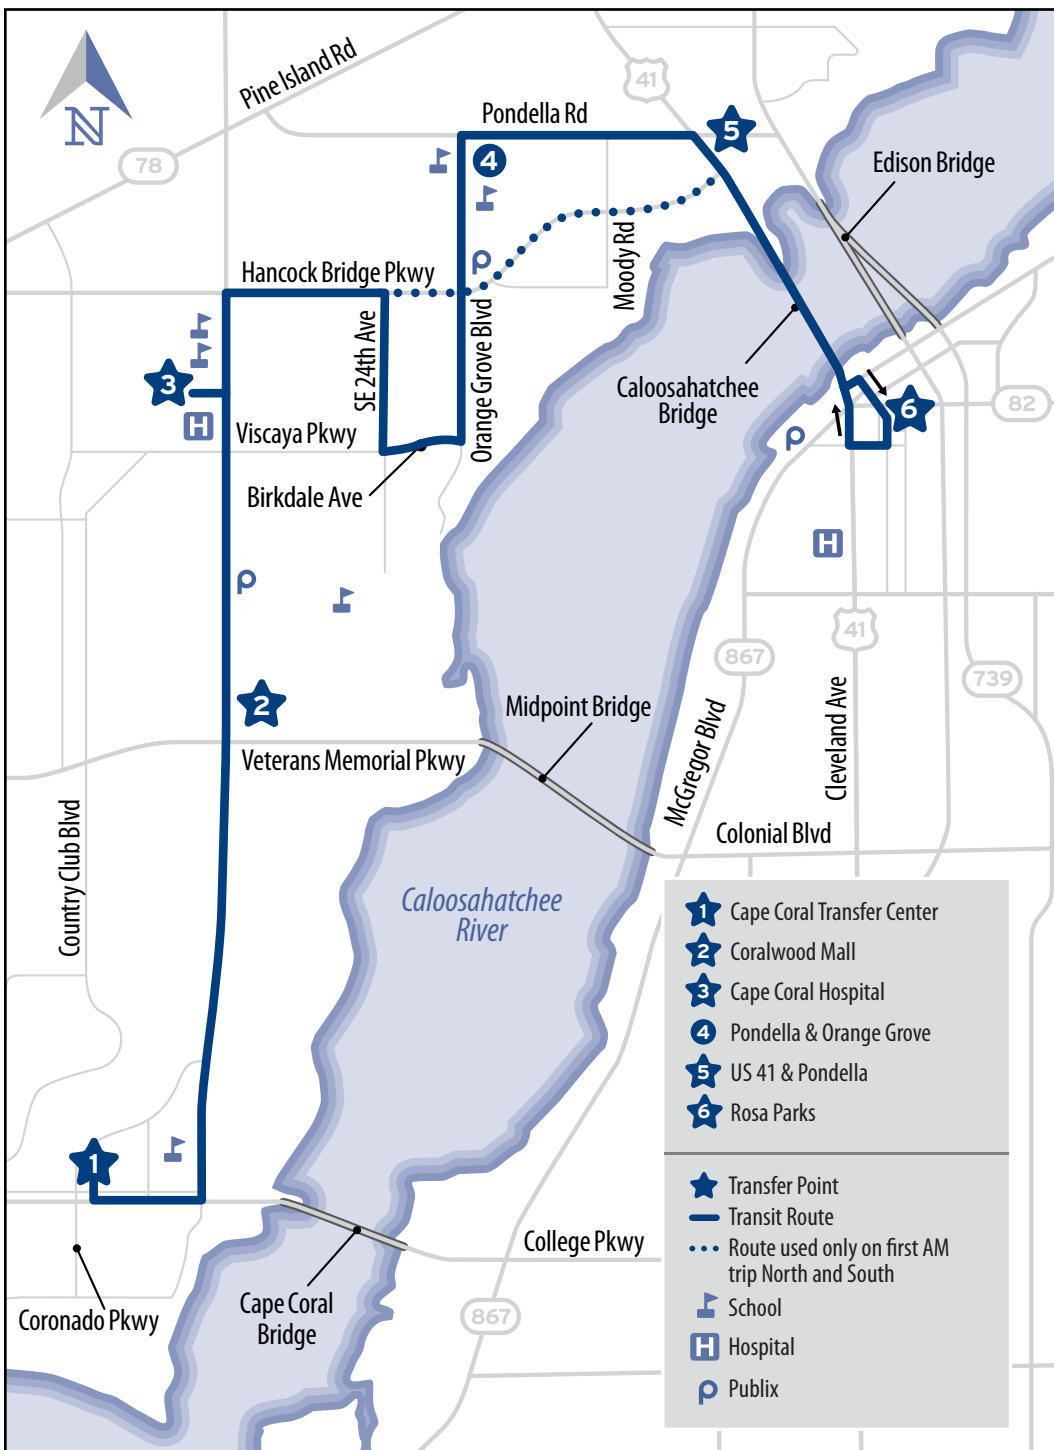 N
Pine Island Rd
78
41
Pondella Rd
5
4
Edison Bridge
Hancock Bridge Pkwy
Moody Rd
SE 24th Ave
Orange Grove Blvd
3
H
Viscaya Pkwy
Birkdale Ave
Caloosahatchee
Bridge
6
82
H
41
867
739
2
Midpoint Bridge
Veterans Memorial Pkwy
McGregor Blvd
Cleveland Ave
Colonial Blvd
Country Club Blvd
Caloosahatchee
River
1
College Pkwy
Coronado Pkwy
Cape Coral
Bridge
867
1 Cape Coral Transfer Center
2 Coralwood Mall
3 Cape Coral Hospital
4 Pondella & Orange Grove
5 US 41 & Pondella
6 Rosa Parks
Transfer Point
Transit Route
Route used only on first AM
trip North and South
School
H Hospital
p Publix